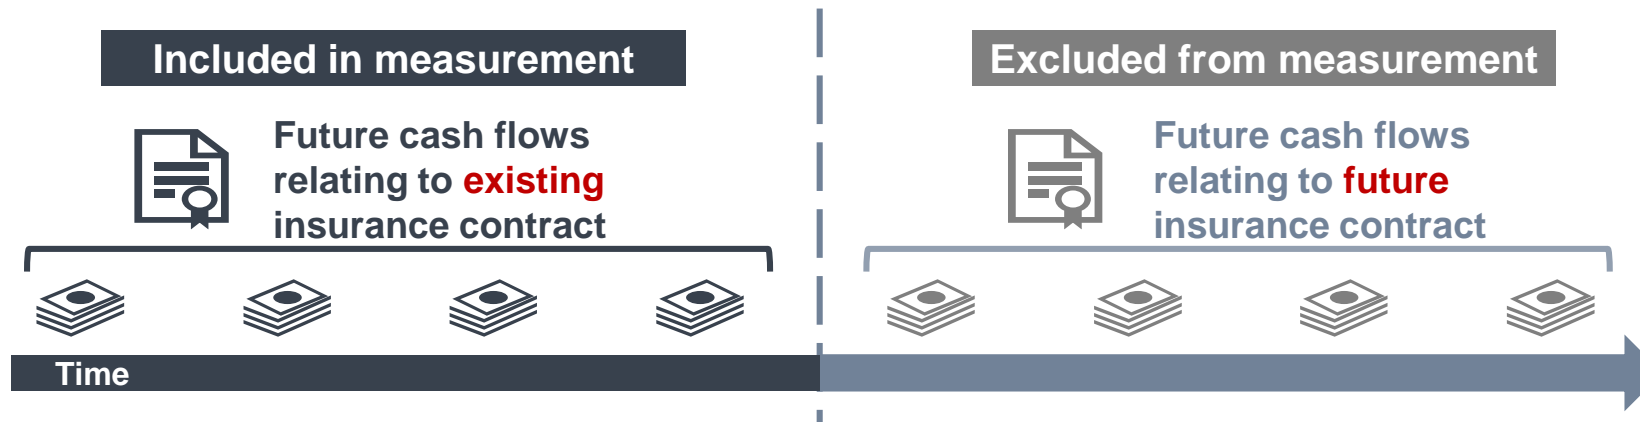 Included in measurement
Excluded from measurement
Future cash flows
relating to existing
insurance contract
Future cash flows
relating to future
insurance contract
Time